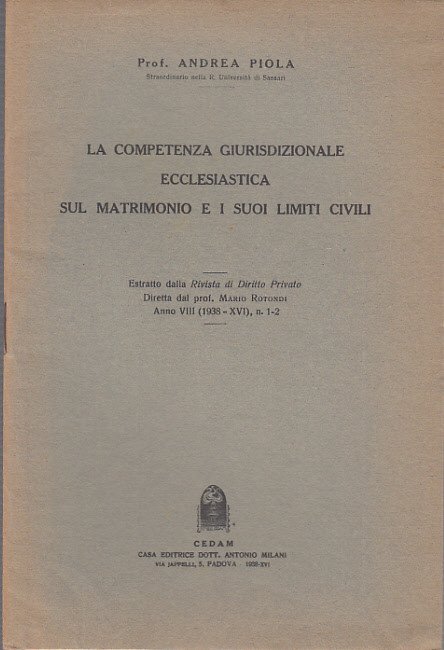 Prof. ANDREA PIOLA
Straordinario nella R. Università di Sassari
LA COMPETENZA GIURISDIZIONALE
ECCLESIASTICA
SUL MATRIMONIO E I SUOI LIMITI CIVILI
Estratto dalla Rivista di Diritto Privato
Diretta dal prof. MARIO ROTONDI
Anno VIII (1938 - XVI), n. 1-2
CEDAM
CASA EDITRICE DOTT. ANTONIO MILANI
VIA JAPPELLI, 5. PADOVA 1938-XVI